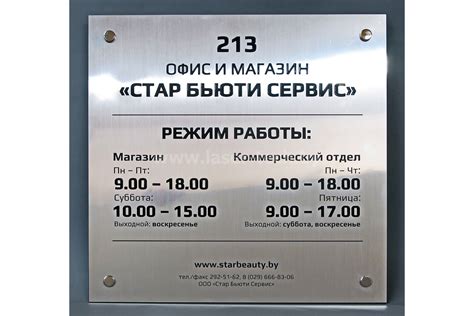 213
ОФИС И МАГАЗИН
«СТАР БЬЮТИ СЕРВИС»
РЕЖИМ РАБОТЫ:
Магазин Коммерческий отдел
Пн – Пт: Пн – Чт:
9.00 – 18.00 9.00 – 18.00
Суббота: Пятница:
10.00 – 15.00 9.00 – 17.00
Выходной: воскресенье Выходной: суббота, воскресенье
www.starbeauty.by
тел./факс 292-51-62, 8 (029) 666-83-06
ООО «Стар Бьюти Сервис»